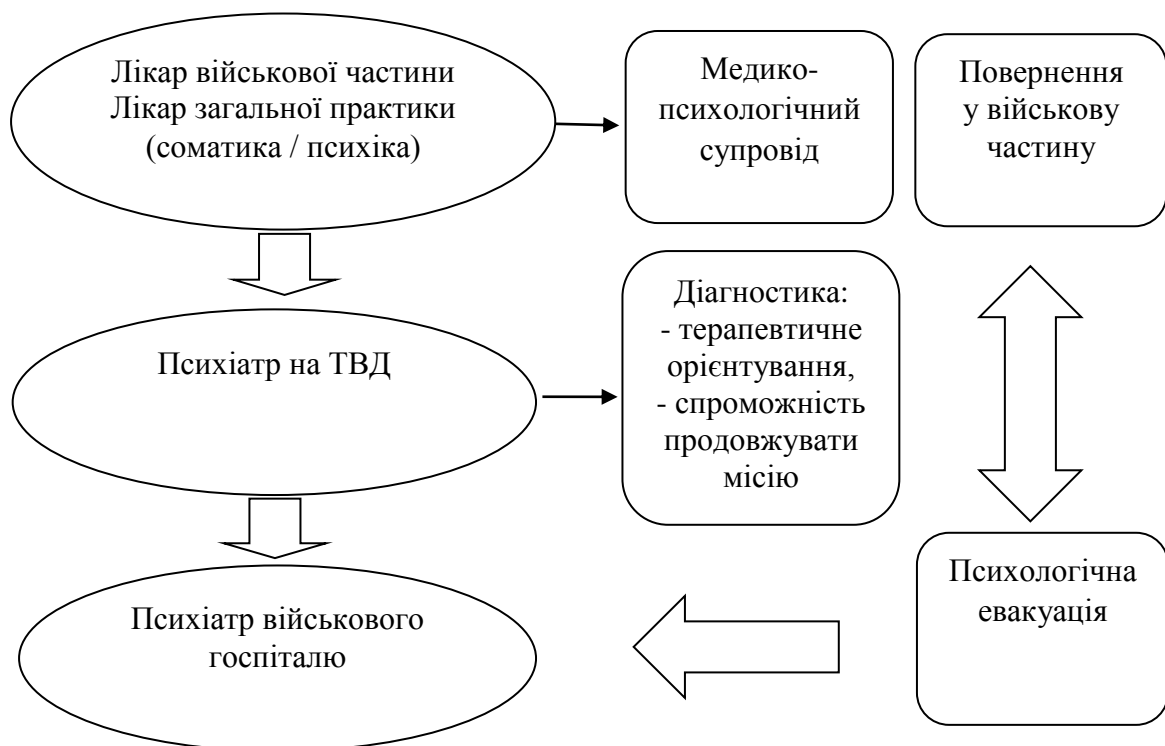 Лікар військової частини
Лікар загальної практики
(соматика / психіка)
Медико-
психологічний
супровід
Повернення
у військову
частину
Психіатр на ТВД
Діагностика:
- терапевтичне
орієнтування,
- спроможність
продовжувати
місію
Психіатр військового
госпіталю
Психологічна
евакуація